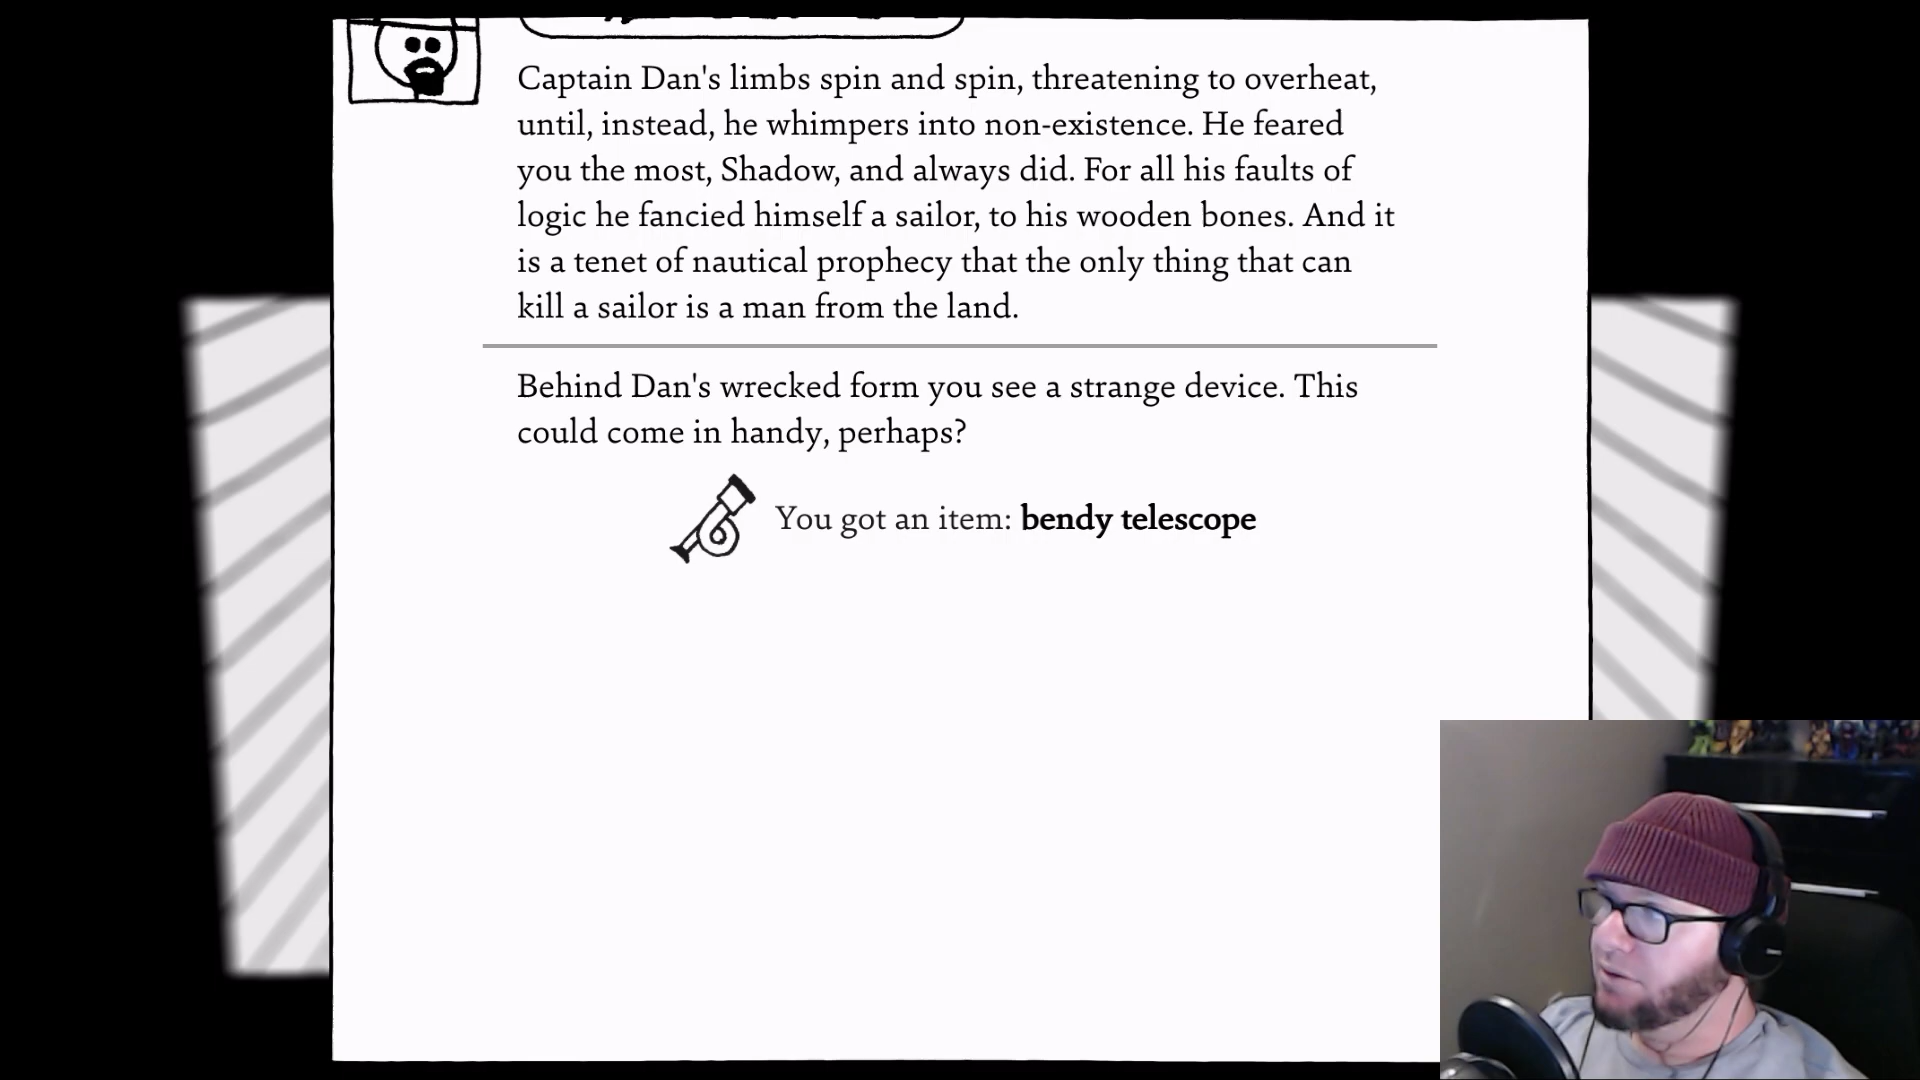 Captain Dan's limbs spin and spin, threatening to overheat,
until, instead, he whimpers into non-existence. He feared
you the most, Shadow, and always did. For all his faults of
logic he fancied himself a sailor, to his wooden bones. And it
is a tenet of nautical prophecy that the only thing that can
kill a sailor is a man from the land.
Behind Dan's wrecked form you see a strange device. This
could come in handy, perhaps?
You got an item: bendy telescope